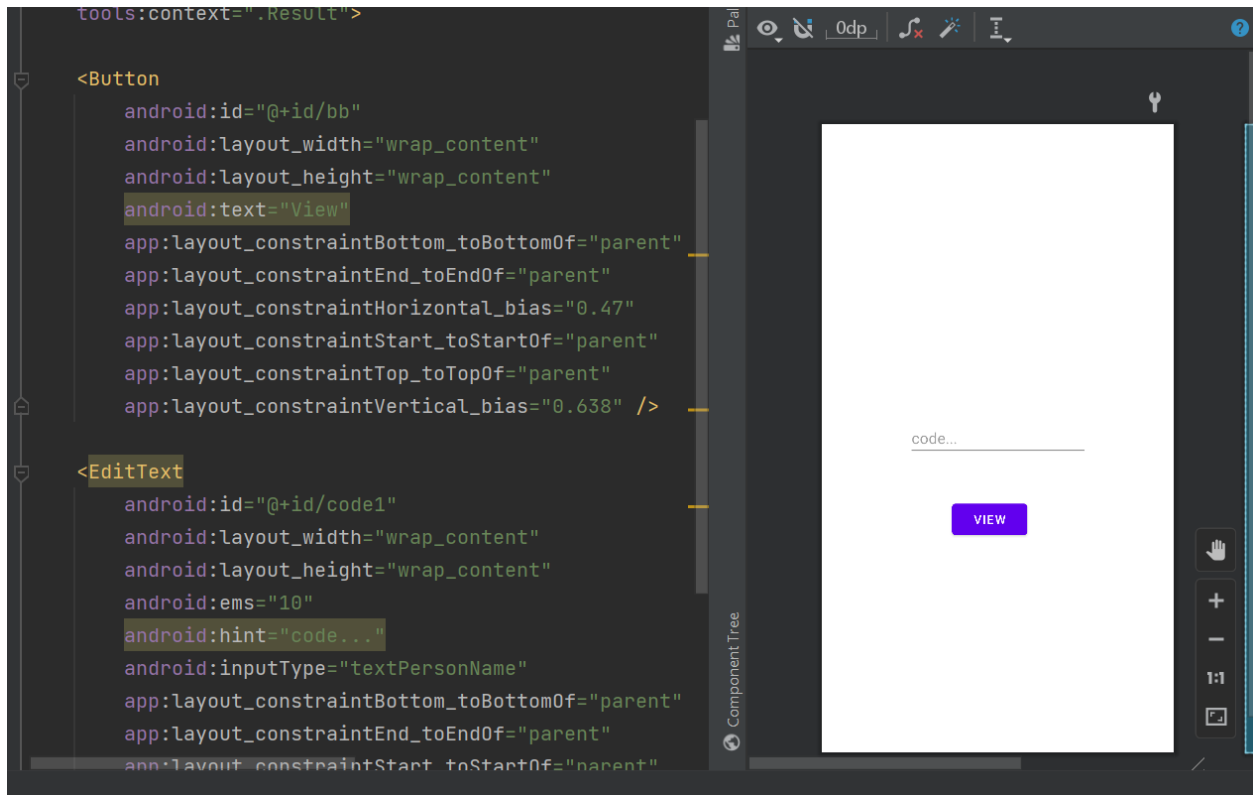 tools:context=".Result">
<Button
android:id="@+id/bb"
android:layout_width="wrap_content"
android:layout_height="wrap_content"
android:text="View"
app:layout_constraintBottom_toBottomOf="parent"
app:layout_constraintEnd_toEndOf="parent"
app:layout_constraintHorizontal_bias="0.47"
app:layout_constraintStart_toStartOf="parent"
app:layout_constraintTop_toTopOf="parent"
app:layout_constraintVertical_bias="0.638" />
<EditText
android:id="@+id/code1"
android:layout_width="wrap_content"
android:layout_height="wrap_content"
android:ems="10"
android:hint="code..."
android:inputType="textPersonName"
app:layout_constraintBottom_toBottomOf="parent"
app:layout_constraintEnd_toEndOf="parent"
app:layout_constraintStart_toStartOf="parent"
Pal
Component Tree
0dp
?
code...
VIEW
1:1